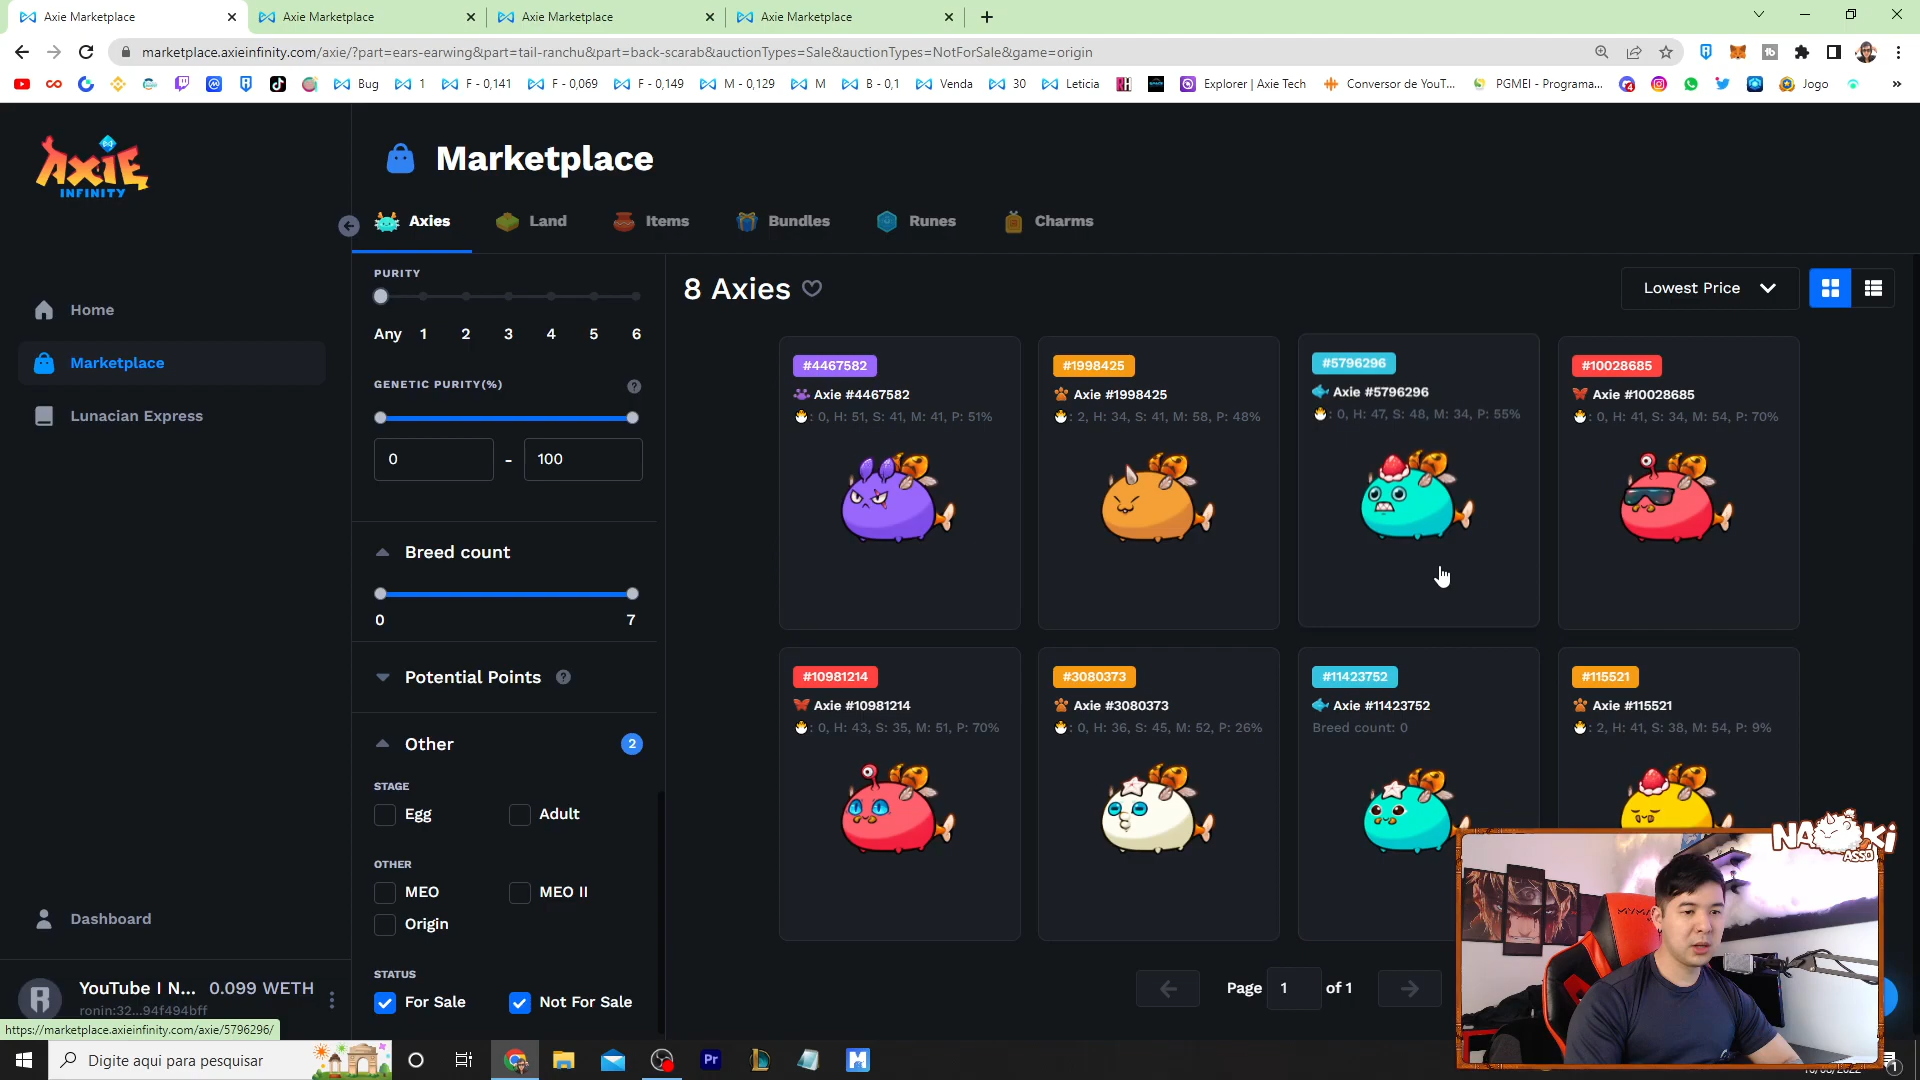 Axie Marketplace
Axie Marketplace
Axie Marketplace
Axie Marketplace
marketplace.axieinfinity.com/axie/?part=ears-earwing&part=tail-ranchu&part=back-scarab&auctionTypes=Sale&auctionTypes=NotForSale&game=origin
Bug
1
F - 0,141
F - 0,069
F - 0,149
M - 0,129
M
B - 0,1
Venda
30
Leticia
Explorer | Axie Tech
Conversor de YouT...
PGMEI - Programa...
Jogo
»
AXIE
INFINITY
Marketplace
Axies
Land
Items
Bundles
Runes
Charms
Home
Marketplace
Lunacian Express
Dashboard
YouTube I N... 0.099 WETH
ronin:32...94f494bff
https://marketplace.axieinfinity.com/axie/5796296/
PURITY
Any 1 2 3 4 5 6
GENETIC PURITY(%)
?
0 - 100
Breed count
0 7
Potential Points ?
Other 2
STAGE
Egg Adult
OTHER
MEO MEO II
Origin
STATUS
For Sale Not For Sale
8 Axies
Lowest Price
#4467582
Axie #4467582
: 0, H: 51, S: 41, M: 41, P: 51%
#1998425
Axie #1998425
: 2, H: 34, S: 41, M: 58, P: 48%
#5796296
Axie #5796296
: 0, H: 47, S: 48, M: 34, P: 55%
#10028685
Axie #10028685
: 0, H: 41, S: 34, M: 54, P: 70%
#10981214
Axie #10981214
: 0, H: 43, S: 35, M: 51, P: 70%
#3080373
Axie #3080373
: 0, H: 36, S: 45, M: 52, P: 26%
#11423752
Axie #11423752
Breed count: 0
#115521
Axie #115521
: 2, H: 41, S: 38, M: 54, P: 9%
Page 1 of 1
NAOKI
ASSO
Digite aqui para pesquisar
Pr
1